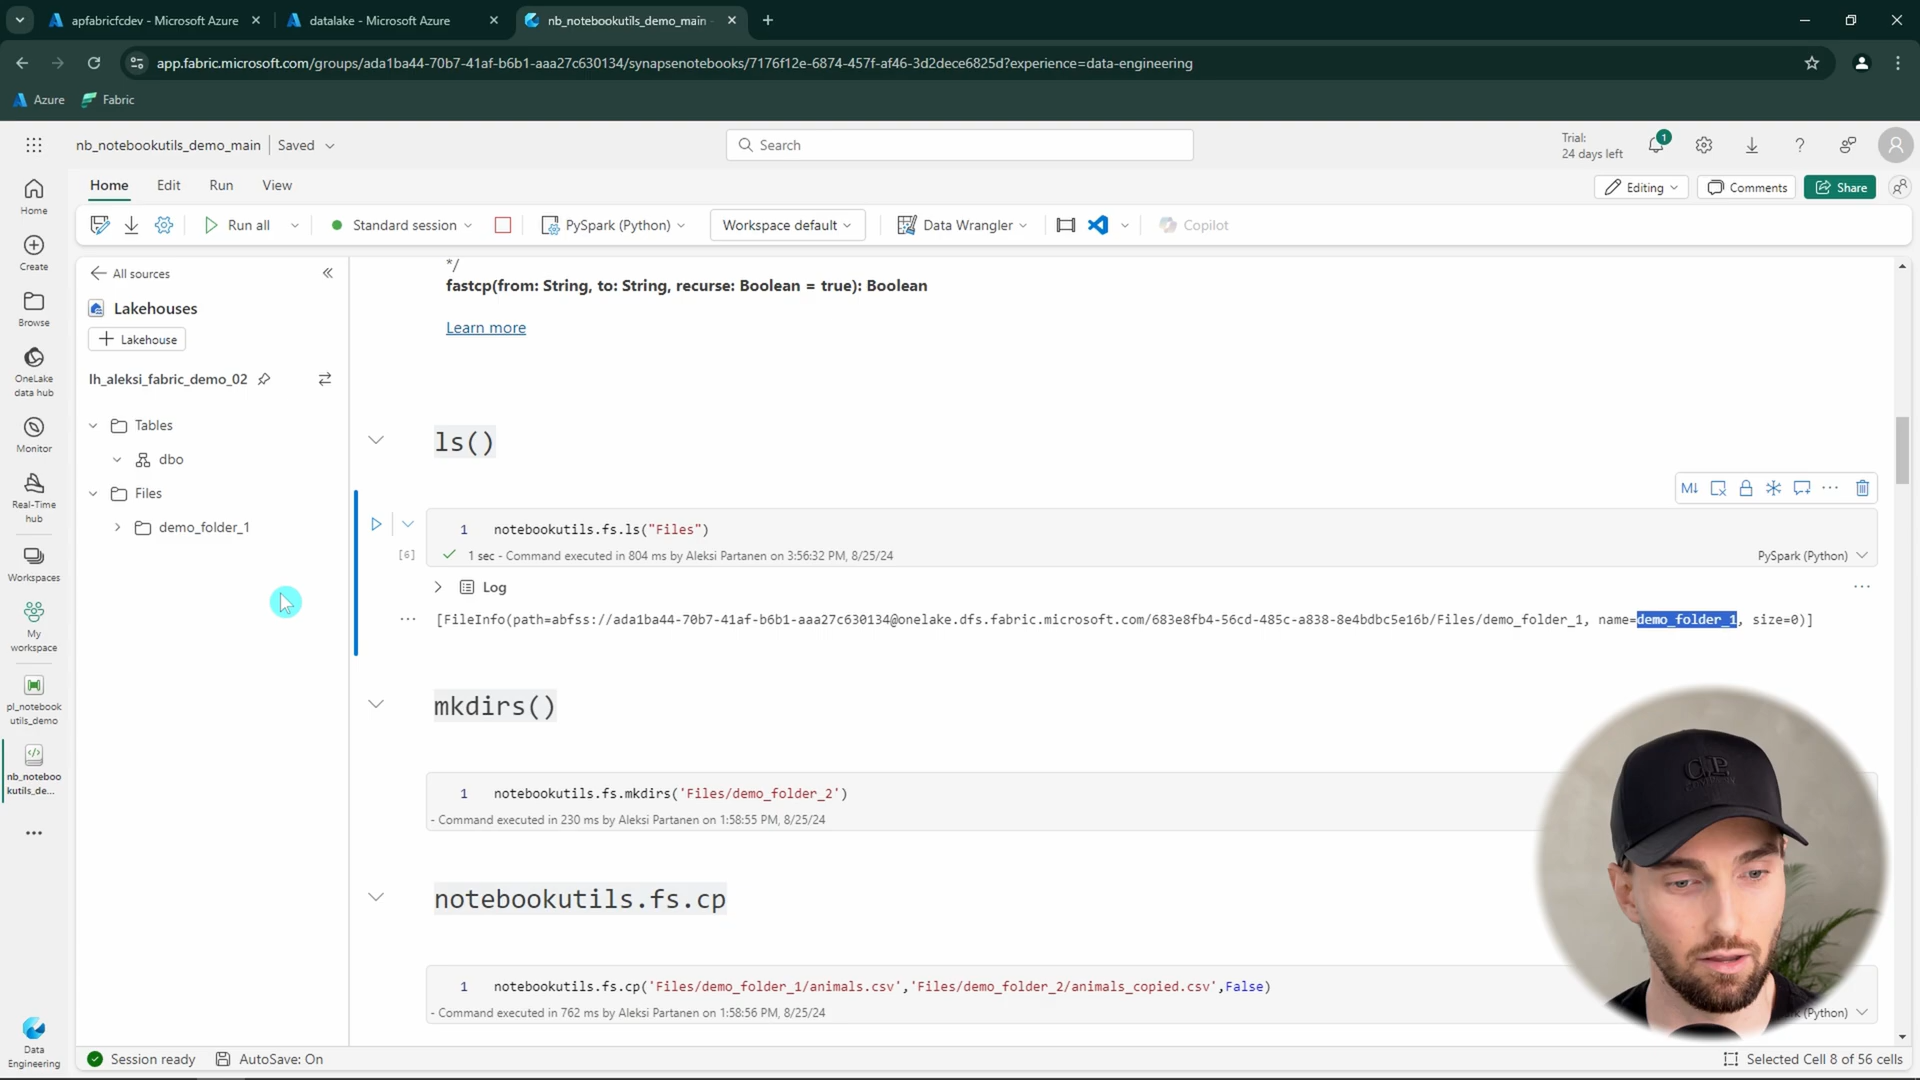 apfabricfcdev - Microsoft Azure
datalake - Microsoft Azure
nb_notebookutils_demo_main
app.fabric.microsoft.com/groups/ada1ba44-70b7-41af-b6b1-aaa27c630134/synapsenotebooks/7176f12e-6874-457f-af46-3d2dece6825d?experience=data-engineering
Azure
Fabric
nb_notebookutils_demo_main
Saved
Search
Trial:
24 days left
1
Home
Edit
Run
View
Editing
Comments
Share
Run all
Standard session
PySpark (Python)
Workspace default
Data Wrangler
Copilot
Home
Create
Browse
OneLake
data hub
Monitor
Real-Time
hub
Workspaces
My
workspace
pl_notebook
utils_demo
nb_noteboo
kutils_de...
Data
Engineering
All sources
Lakehouses
Lakehouse
lh_aleksi_fabric_demo_02
Tables
dbo
Files
demo_folder_1
*/
fastcp(from: String, to: String, recurse: Boolean = true): Boolean
Learn more
ls()
M↓
1 notebookutils.fs.ls("Files")
[6]
1 sec - Command executed in 804 ms by Aleksi Partanen on 3:56:32 PM, 8/25/24
PySpark (Python)
Log
[FileInfo(path=abfss://ada1ba44-70b7-41af-b6b1-aaa27c630134@onelake.dfs.fabric.microsoft.com/683e8fb4-56cd-485c-a838-8e4bdbc5e16b/Files/demo_folder_1, name=demo_folder_1, size=0)]
mkdirs()
1 notebookutils.fs.mkdirs('Files/demo_folder_2')
- Command executed in 230 ms by Aleksi Partanen on 1:58:55 PM, 8/25/24
notebookutils.fs.cp
1 notebookutils.fs.cp('Files/demo_folder_1/animals.csv','Files/demo_folder_2/animals_copied.csv',False)
- Command executed in 762 ms by Aleksi Partanen on 1:58:56 PM, 8/25/24
(Python)
Session ready
AutoSave: On
Selected Cell 8 of 56 cells